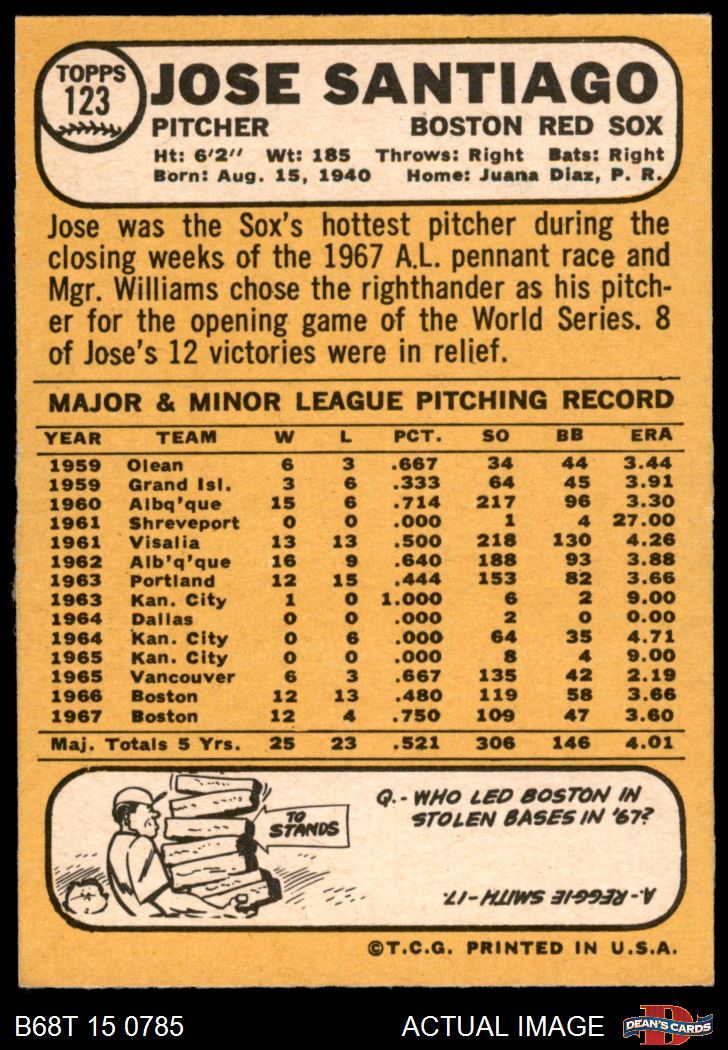 TOPPS
123
JOSE SANTIAGO
PITCHER BOSTON RED SOX
Ht: 6'2" Wt: 185 Throws: Right Bats: Right
Born: Aug. 15, 1940 Home: Juana Diaz, P. R.
Jose was the Sox's hottest pitcher during the
closing weeks of the 1967 A.L. pennant race and
Mgr. Williams chose the righthander as his pitch-
er for the opening game of the World Series. 8
of Jose's 12 victories were in relief.
MAJOR & MINOR LEAGUE PITCHING RECORD
YEAR TEAM W L PCT. SO BB ERA
1959 Olean 6 3 .667 34 44 3.44
1959 Grand Isl. 3 6 .333 64 45 3.91
1960 Albq'que 15 6 .714 217 96 3.30
1961 Shreveport 0 0 .000 1 4 27.00
1961 Visalia 13 13 .500 218 130 4.26
1962 Alb'q'que 16 9 .640 188 93 3.88
1963 Portland 12 15 .444 153 82 3.66
1963 Kan. City 1 0 1.000 6 2 9.00
1964 Dallas 0 0 .000 2 0 0.00
1964 Kan. City 0 6 .000 64 35 4.71
1965 Kan. City 0 0 .000 8 4 9.00
1965 Vancouver 6 3 .667 135 42 2.19
1966 Boston 12 13 .480 119 58 3.66
1967 Boston 12 4 .750 109 47 3.60
Maj. Totals 5 Yrs. 25 23 .521 306 146 4.01
TO
STANDS
Q.- WHO LED BOSTON IN
STOLEN BASES IN '67?
A.- REGGIE SMITH - 17.
©T.C.G. PRINTED IN U.S.A.
B68T 15 0785 ACTUAL IMAGE
D
DEAN'S CARDS